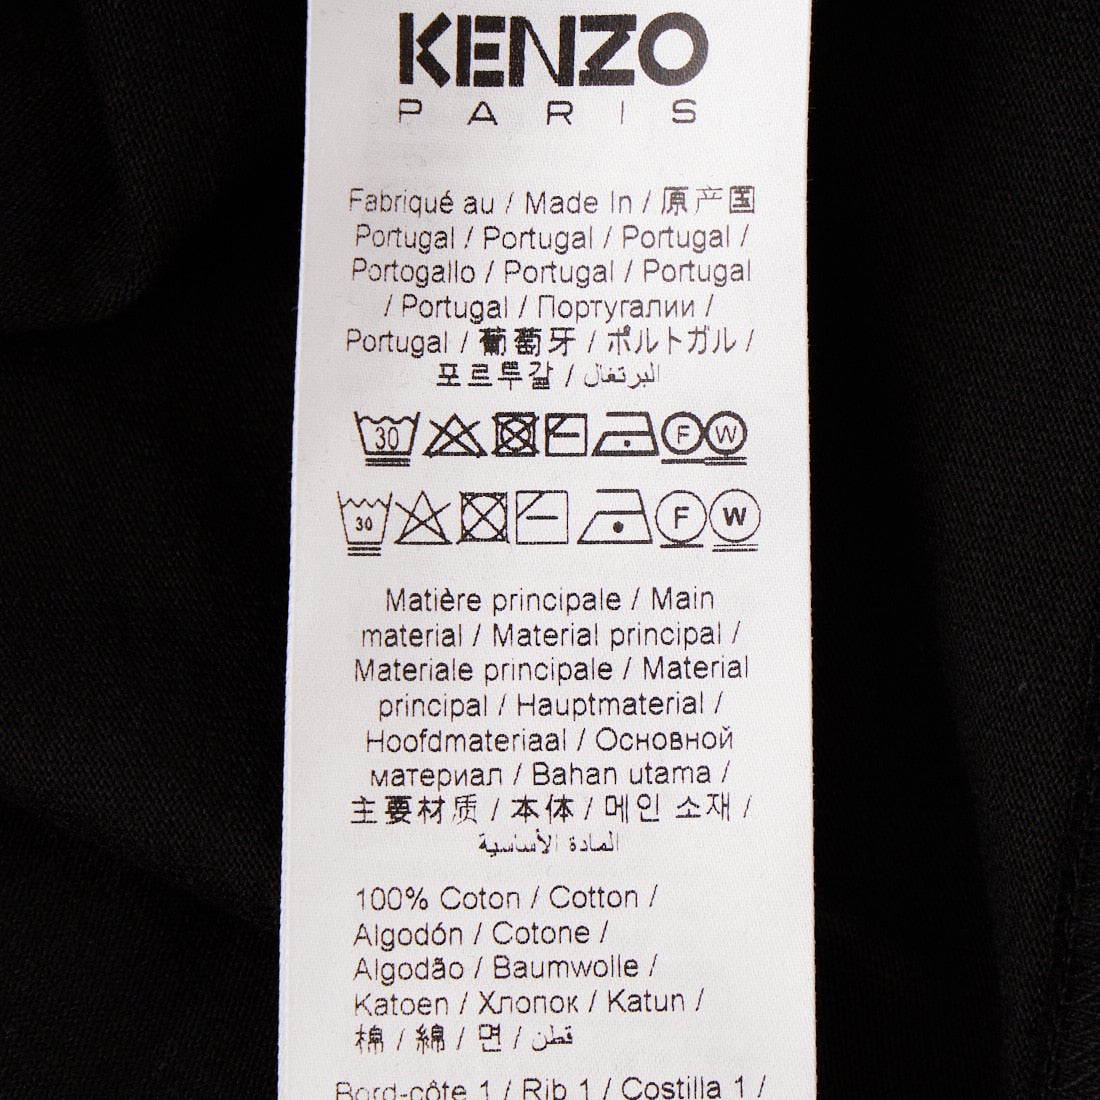 KENZO
PARIS
Fabriqué au / Made In / 原产国
Portugal / Portugal / Portugal /
Portogallo / Portugal / Portugal
/ Portugal / Португалии /
Portugal / 葡萄牙 / ポルトガル /
포르투갈 / البرتغال
30 F W
30 F W
Matière principale / Main
material / Material principal /
Materiale principale / Material
principal / Hauptmaterial /
Hoofdmateriaal / Основной
материал / Bahan utama /
主要材质 / 本体 / 메인 소재 /
المادة الأساسية
100% Coton / Cotton /
Algodón / Cotone /
Algodão / Baumwolle /
Katoen / Хлопок / Katun /
棉 / 綿 / 면 / قطن
Bord-côte 1 / Rib 1 / Costilla 1 /